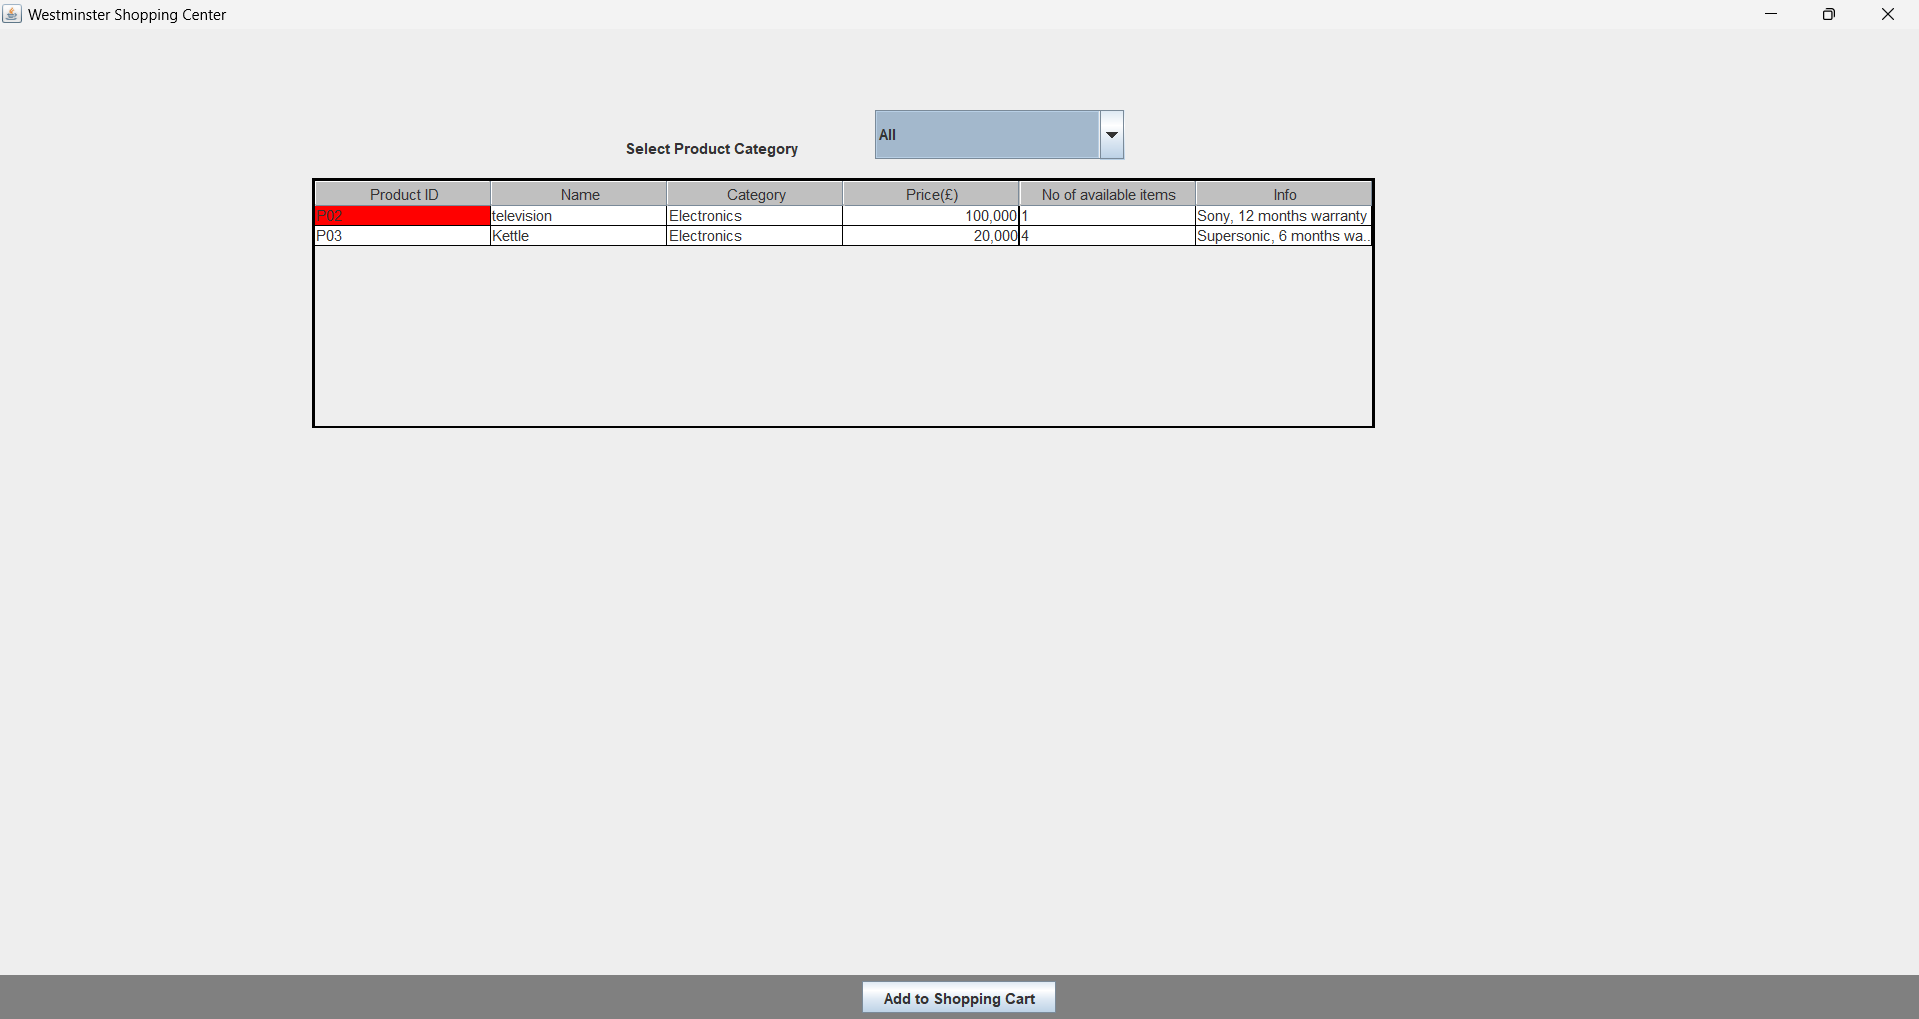 Westminster Shopping Center
All
Select Product Category
Product ID Name Category Price(£) No of available items Info
P02 television Electronics 100,000 1 Sony, 12 months warranty
P03 Kettle Electronics 20,000 4 Supersonic, 6 months wa...
Add to Shopping Cart